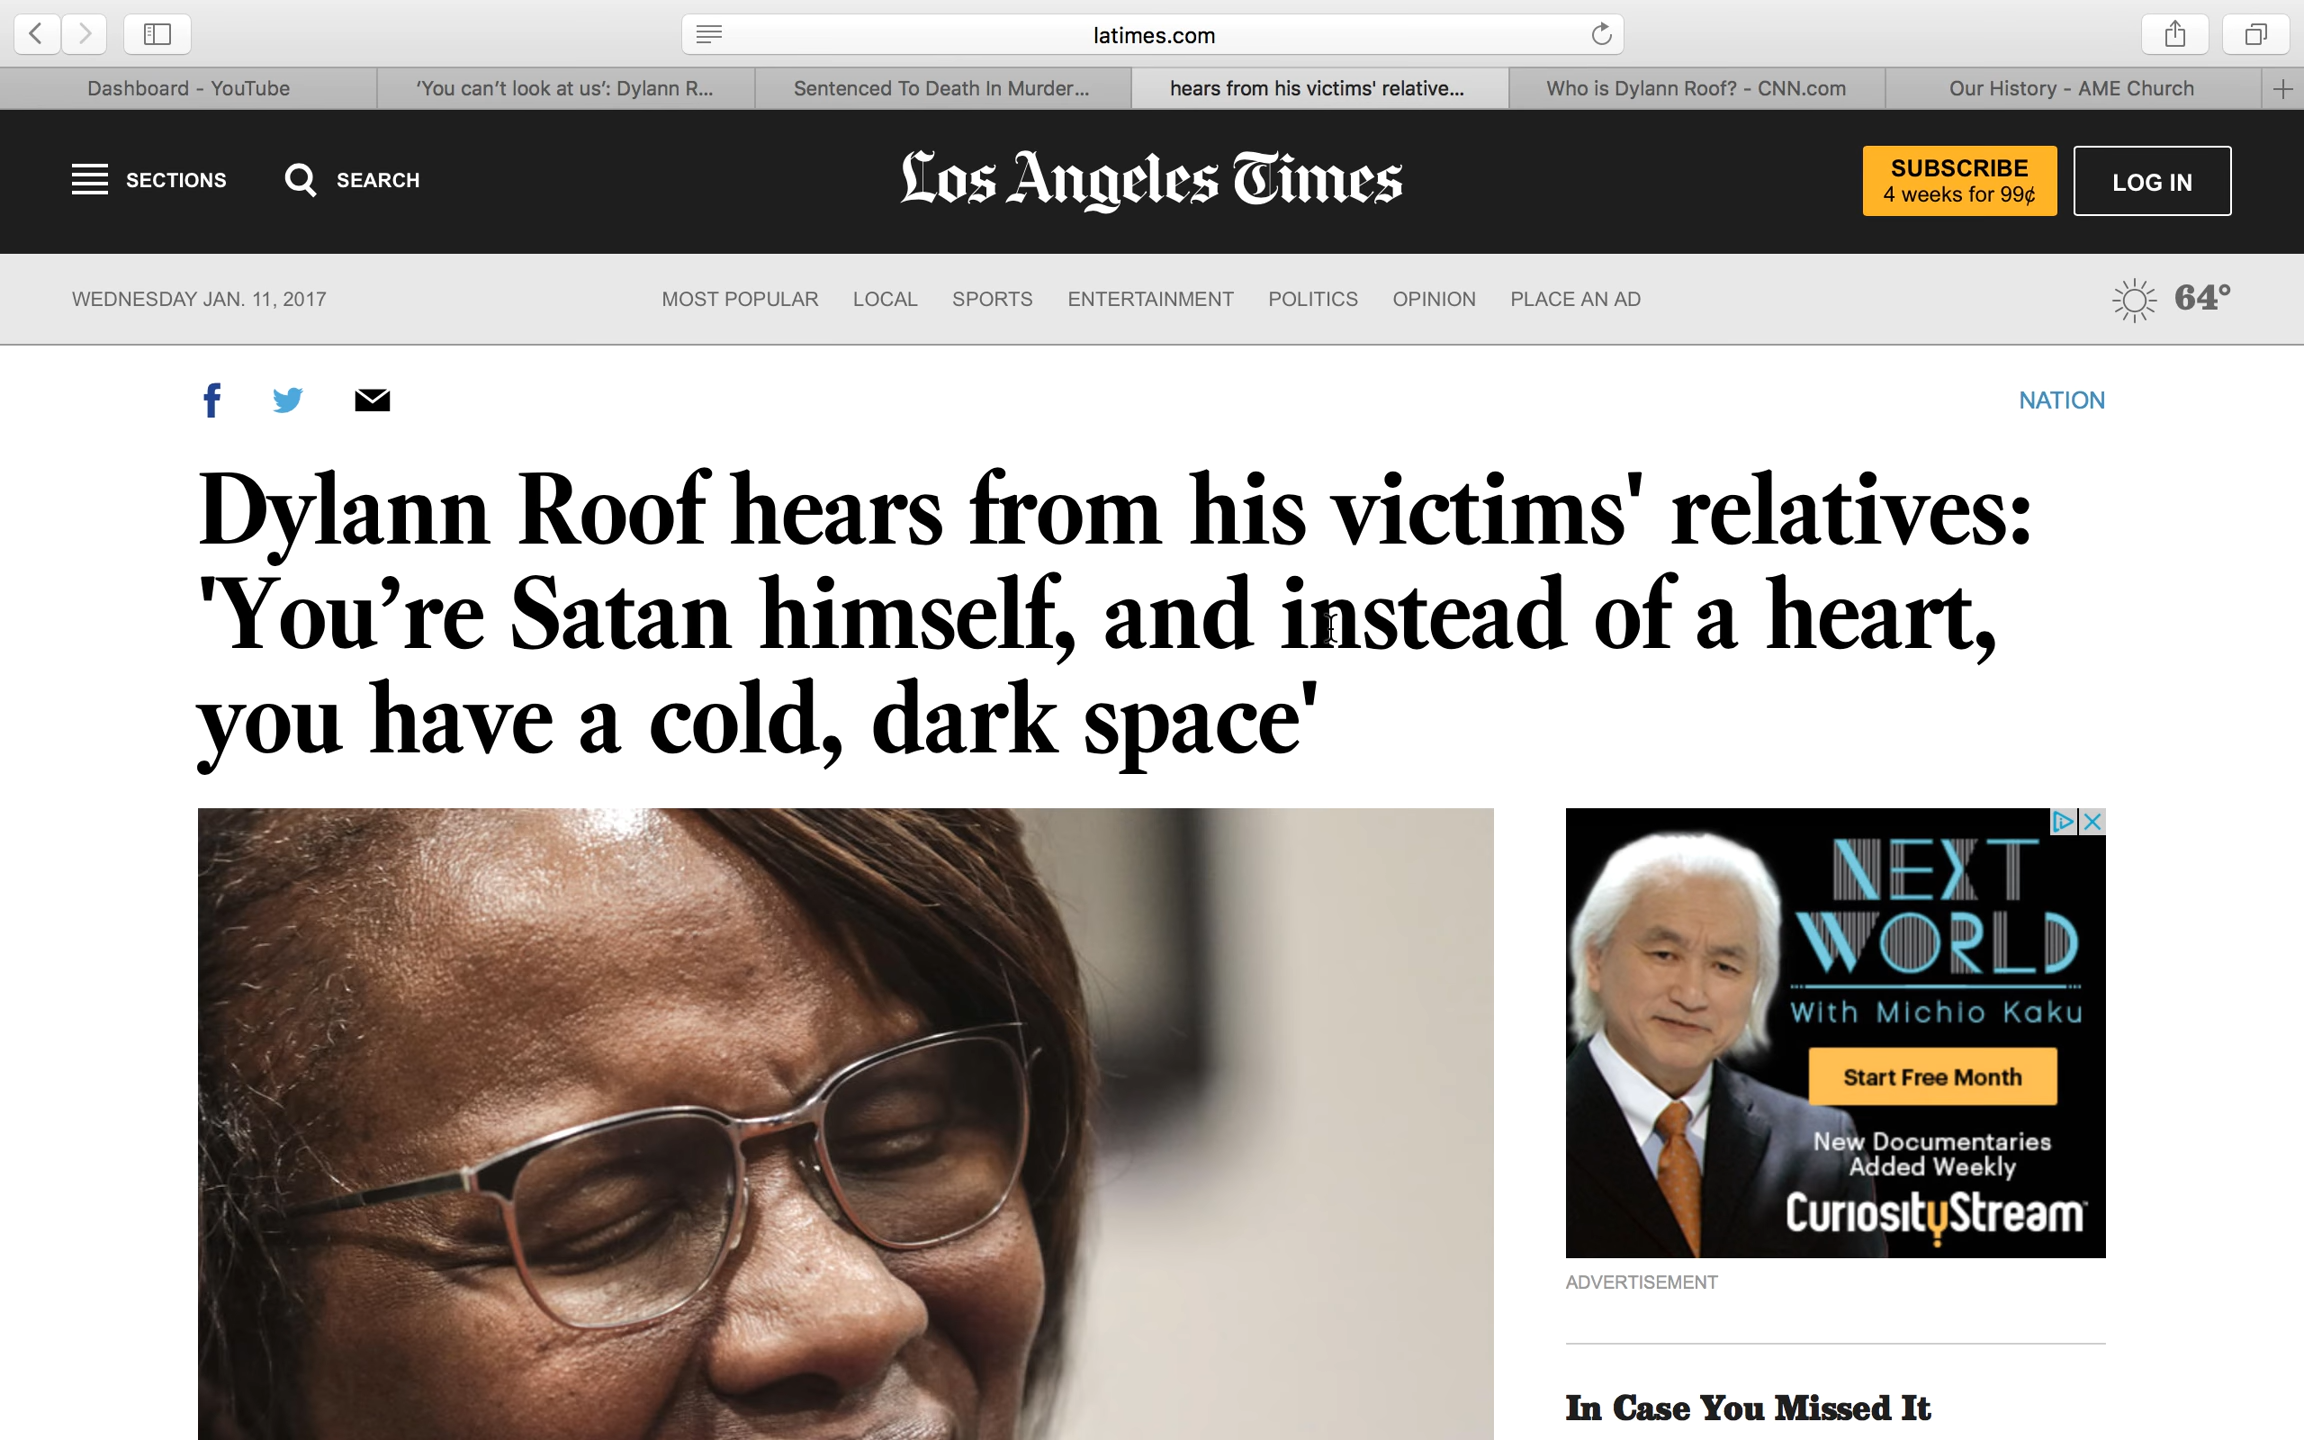 latimes.com
Dashboard - YouTube
‘You can’t look at us’: Dylann R...
Sentenced To Death In Murder...
hears from his victims' relative...
Who is Dylann Roof? - CNN.com
Our History - AME Church
SECTIONS
SEARCH
Los Angeles Times
SUBSCRIBE
4 weeks for 99¢
LOG IN
WEDNESDAY JAN. 11, 2017
MOST POPULAR
LOCAL
SPORTS
ENTERTAINMENT
POLITICS
OPINION
PLACE AN AD
64°
NATION
Dylann Roof hears from his victims' relatives:
'You’re Satan himself, and instead of a heart,
you have a cold, dark space'
NEXT
WORLD
With Michio Kaku
Start Free Month
New Documentaries
Added Weekly
CuriosityStream
ADVERTISEMENT
In Case You Missed It